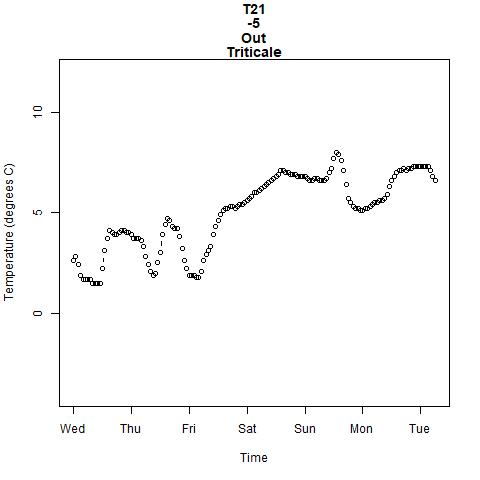 T21
-5
Out
Triticale
10
5
0
Temperature (degrees C)
Wed Thu Fri Sat Sun Mon Tue
Time